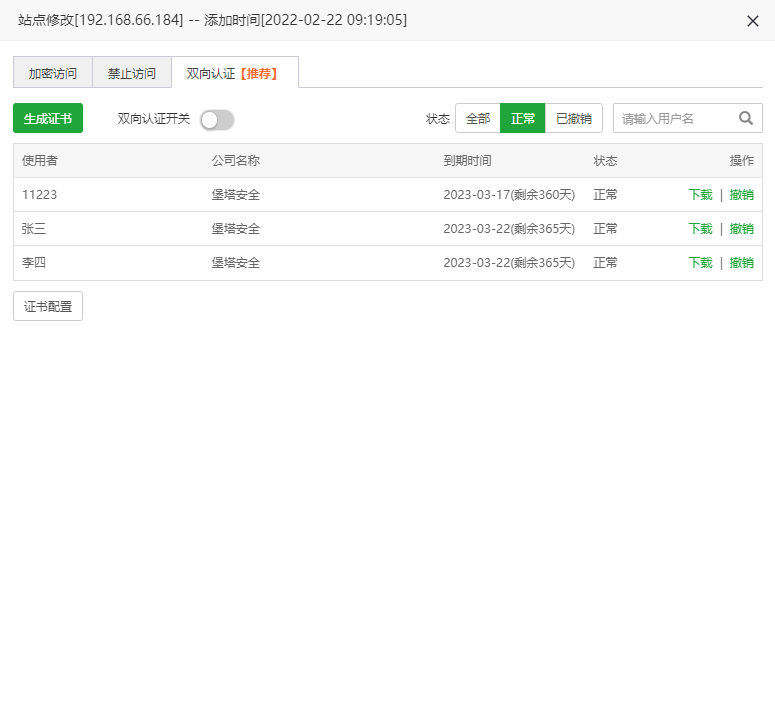 站点修改[192.168.66.184] -- 添加时间[2022-02-22 09:19:05]
加密访问 禁止访问 双向认证【推荐】
生成证书 双向认证开关 状态 全部 正常 已撤销 请输入用户名
使用者 公司名称 到期时间 状态 操作
11223 堡塔安全 2023-03-17(剩余360天) 正常 下载 | 撤销
张三 堡塔安全 2023-03-22(剩余365天) 正常 下载 | 撤销
李四 堡塔安全 2023-03-22(剩余365天) 正常 下载 | 撤销
证书配置